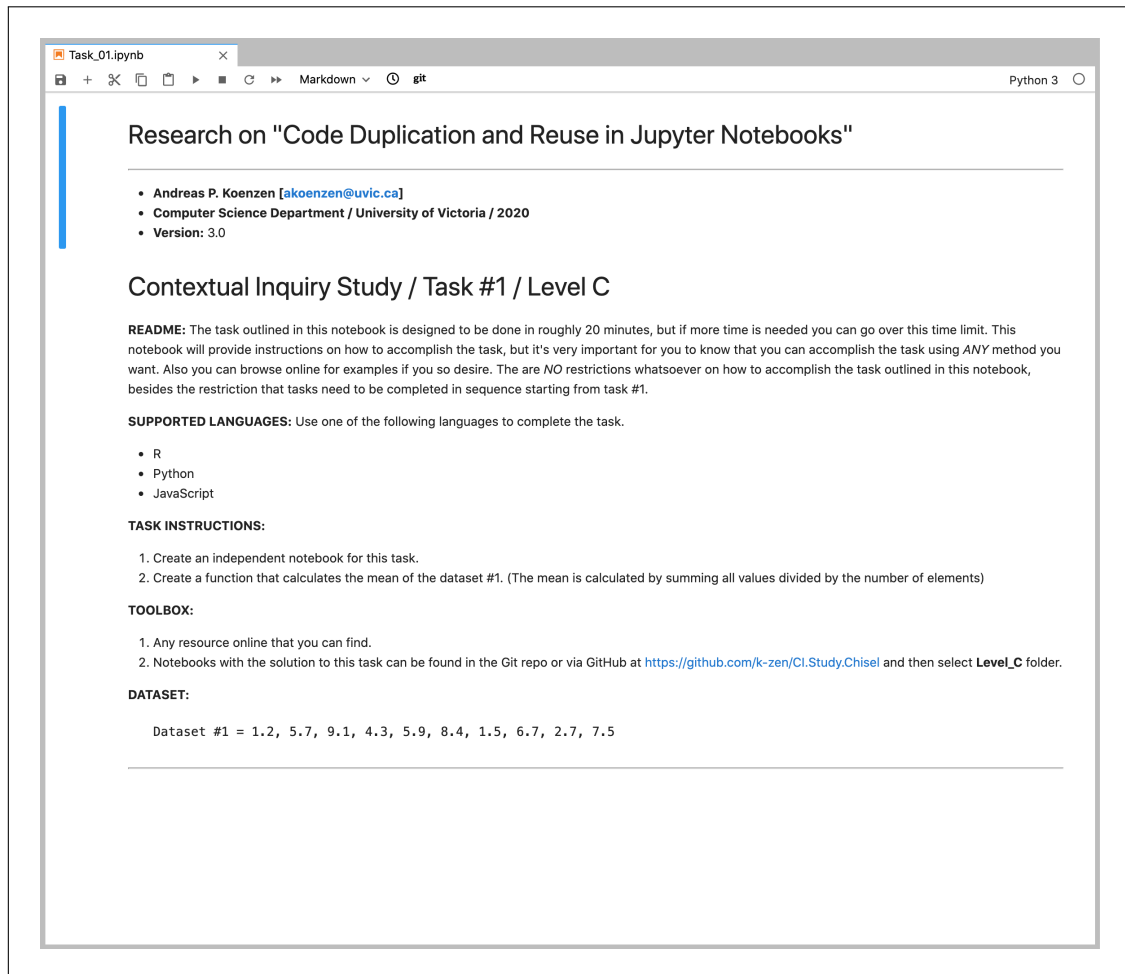 Task_01.ipynb
Markdown
git
Python 3
Research on "Code Duplication and Reuse in Jupyter Notebooks"
• Andreas P. Koenzen [akoenzen@uvic.ca]
• Computer Science Department / University of Victoria / 2020
• Version: 3.0
Contextual Inquiry Study / Task #1 / Level C
README: The task outlined in this notebook is designed to be done in roughly 20 minutes, but if more time is needed you can go over this time limit. This
notebook will provide instructions on how to accomplish the task, but it's very important for you to know that you can accomplish the task using ANY method you
want. Also you can browse online for examples if you so desire. The are NO restrictions whatsoever on how to accomplish the task outlined in this notebook,
besides the restriction that tasks need to be completed in sequence starting from task #1.
SUPPORTED LANGUAGES: Use one of the following languages to complete the task.
• R
• Python
• JavaScript
TASK INSTRUCTIONS:
1. Create an independent notebook for this task.
2. Create a function that calculates the mean of the dataset #1. (The mean is calculated by summing all values divided by the number of elements)
TOOLBOX:
1. Any resource online that you can find.
2. Notebooks with the solution to this task can be found in the Git repo or via GitHub at https://github.com/k-zen/CI.Study.Chisel and then select Level_C folder.
DATASET:
Dataset #1 = 1.2, 5.7, 9.1, 4.3, 5.9, 8.4, 1.5, 6.7, 2.7, 7.5